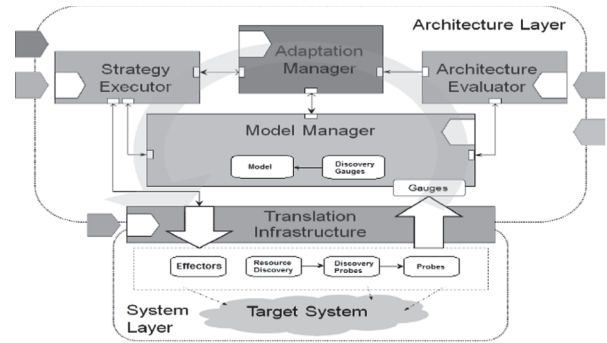 Architecture Layer
Adaptation
Manager
Strategy
Executor
Architecture
Evaluator
Model Manager
Model
Discovery
Gauges
Gauges
Translation
Infrastructure
Effectors
Resource
Discovery
Discovery
Probes
Probes
System
Layer
Target System